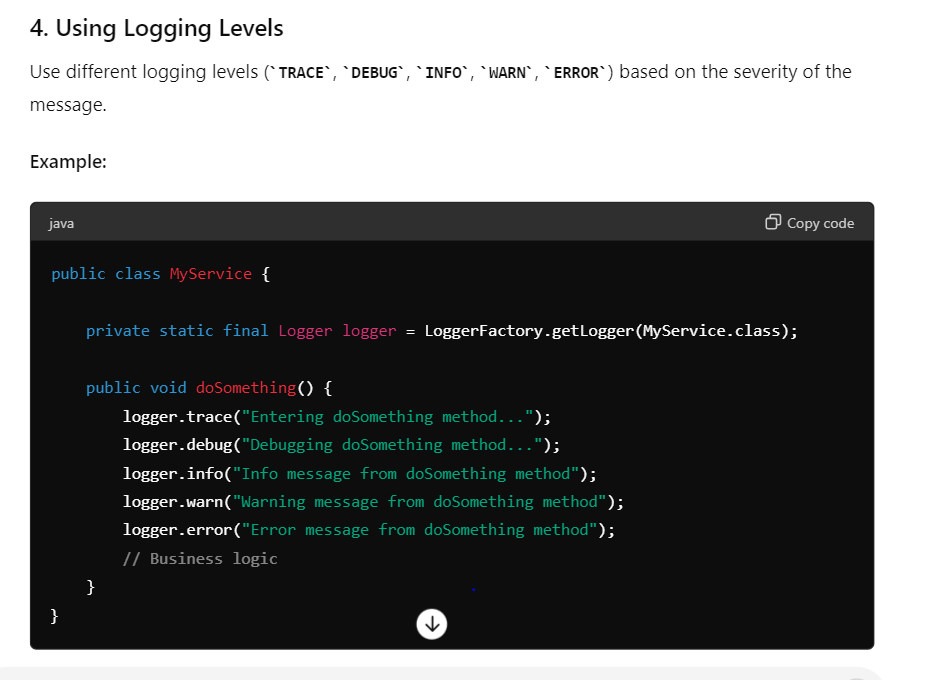 4. Using Logging Levels
Use different logging levels (`TRACE`, `DEBUG`, `INFO`, `WARN`, `ERROR`) based on the severity of the
message.
Example:
java
Copy code
public class MyService {
    private static final Logger logger = LoggerFactory.getLogger(MyService.class);
    public void doSomething() {
        logger.trace("Entering doSomething method...");
        logger.debug("Debugging doSomething method...");
        logger.info("Info message from doSomething method");
        logger.warn("Warning message from doSomething method");
        logger.error("Error message from doSomething method");
        // Business logic
    }
}